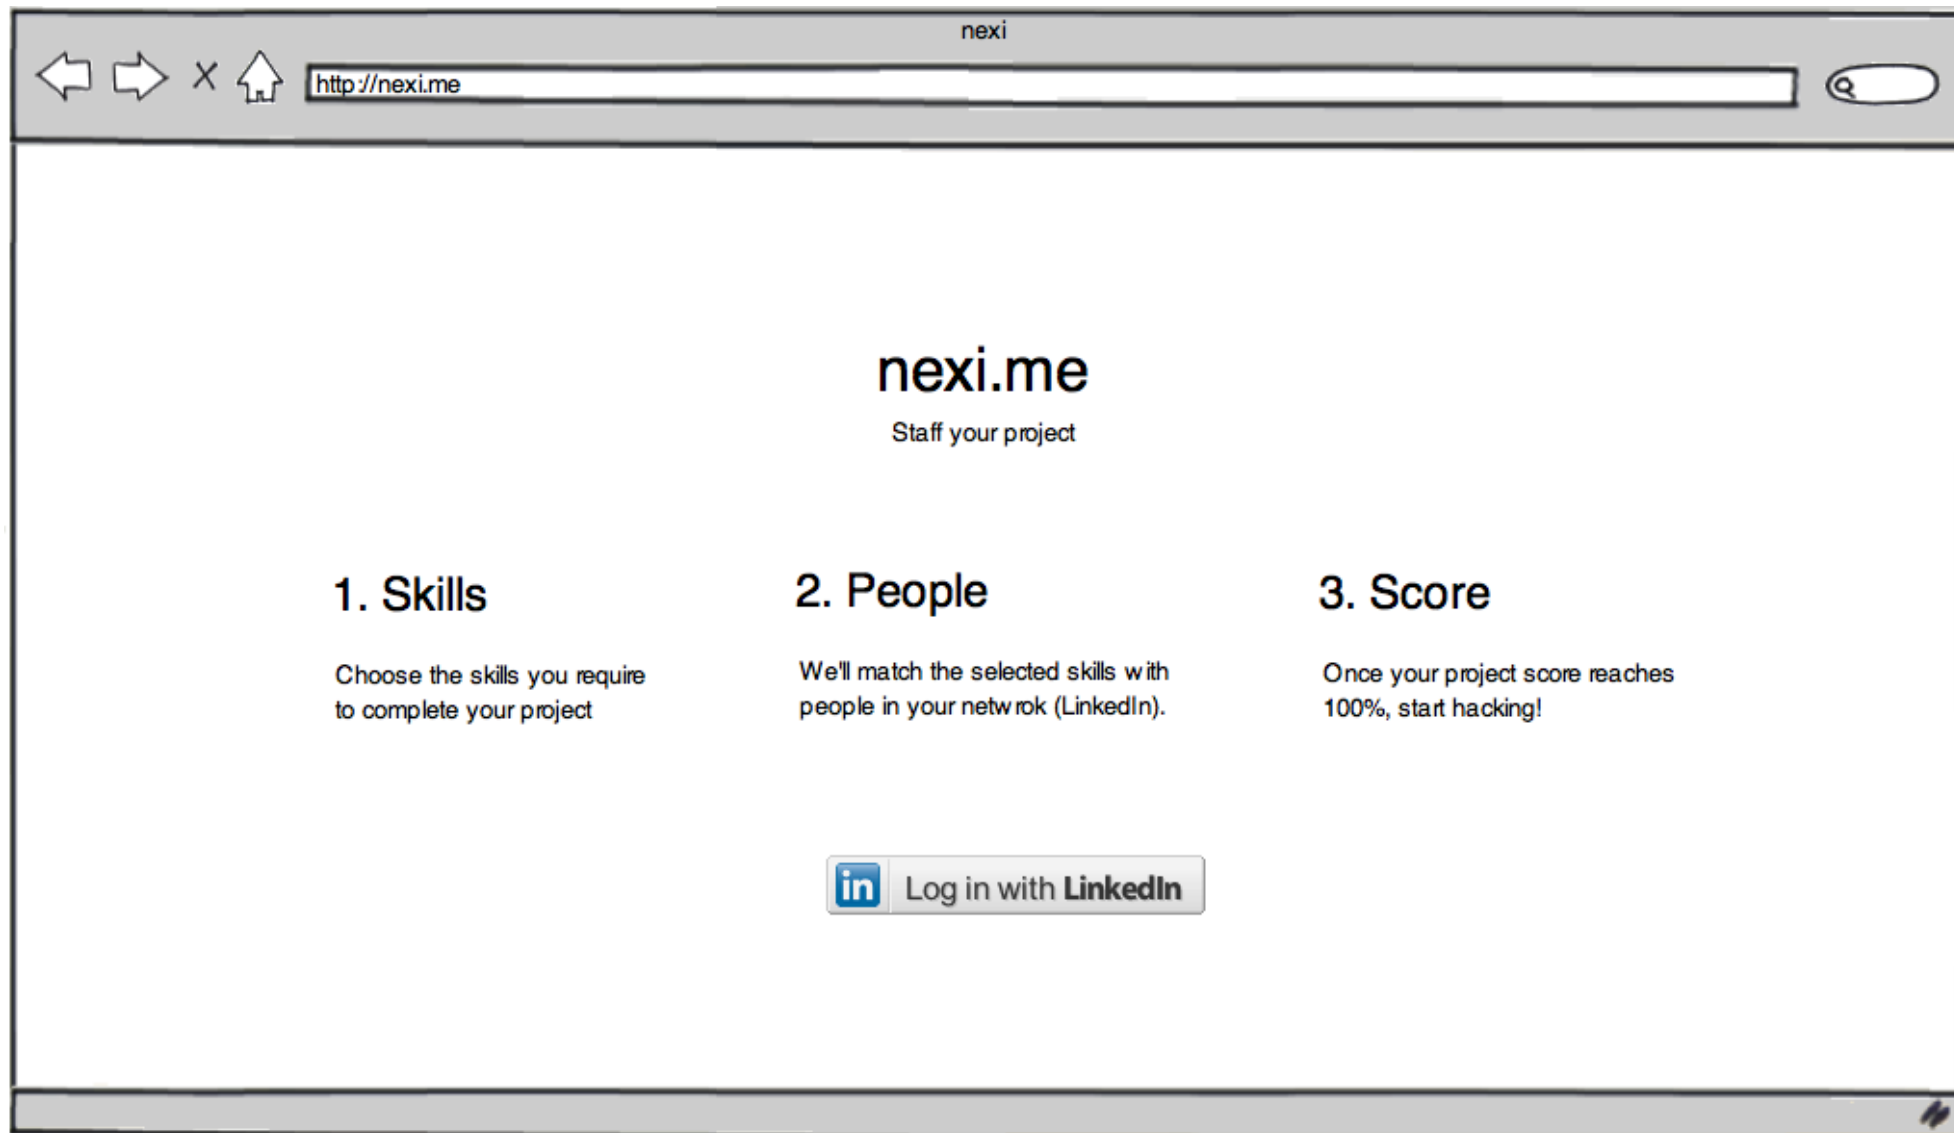 nexi
http://nexi.me
nexi.me
Staff your project
1. Skills
Choose the skills you require
to complete your project
2. People
We'll match the selected skills with
people in your netwrok (LinkedIn).
3. Score
Once your project score reaches
100%, start hacking!
in Log in with LinkedIn